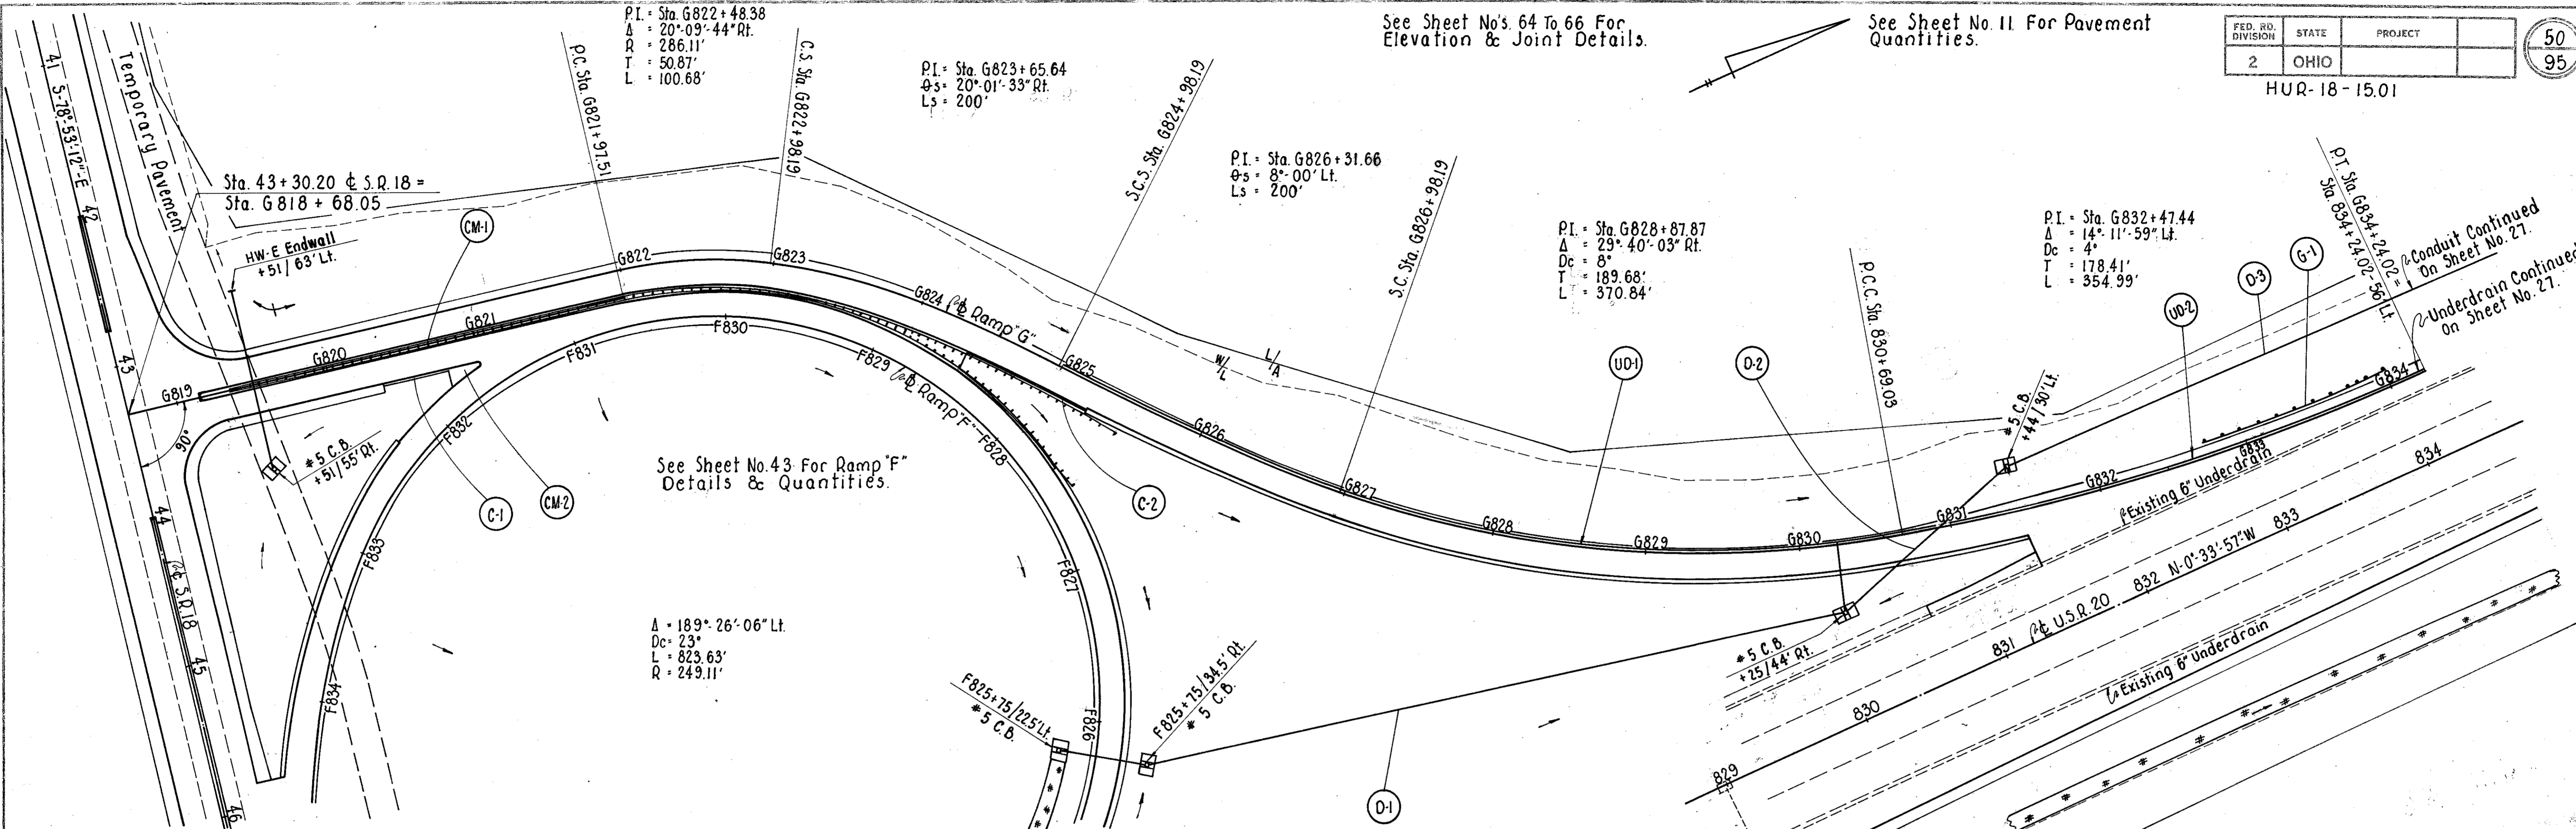 P.I. = Sta. G822 + 48.38
Δ = 20°-09'-44" Rt.
R = 286.11'
T = 50.87'
L = 100.68'
See Sheet No's. 64 To 66 For
Elevation & Joint Details.
See Sheet No. 11 For Pavement
Quantities.
FED. RD. DIVISION
STATE
PROJECT
2
OHIO
50
95
HUR-18-15.01
P.I. = Sta. G823+65.64
θs = 20°-01'-33" Rt.
Ls = 200'
P.C. Sta. G821+97.51
C.S. Sta. G822+98.19
S.C.S. Sta. G824+98.19
P.I. = Sta. G826+31.66
θs = 8°-00' Lt.
Ls = 200'
S.C. Sta. G826+98.19
P.I. = Sta. G828+87.87
Δ = 29°-40'-03" Rt.
Dc = 8°
T = 189.68'
L = 370.84'
P.C.C. Sta. 830+69.03
P.I. = Sta. G832+47.44
Δ = 14°-11'-59" Lt.
Dc = 4°
T = 178.41'
L = 354.99'
P.T. Sta. G834+24.02 =
Sta. 834+24.02-56' Lt.
Conduit Continued
On Sheet No. 27.
Underdrain Continued
On Sheet No. 27.
41
S-78°-53'-12"-E
Temporary Pavement
Sta. 43+30.20 ℄ S.R. 18 =
Sta. G818 + 68.05
42
HW-E Endwall
+51/63' Lt.
CM-1
43
G819
G820
G821
G822
G823
G824
℄ Ramp "G"
G825
G826
G827
G828
G829
G830
G831
G832
G833
G834
W/L
L/A
UD-1
D-2
#5 C.B.
+44/30' Lt.
UD-2
D-3
G-1
90°
#5 C.B.
+51/55' Rt.
C-1
CM-2
F834
F833
F832
F831
F830
F829
℄ Ramp "F"
F828
F827
F826
See Sheet No. 43 For Ramp "F"
Details & Quantities.
C-2
44
℄ S.R. 18
45
46
Δ = 189°-26'-06" Lt.
Dc = 23°
L = 823.63'
R = 249.11'
F825+75/22.5' Lt.
#5 C.B.
F825+75/34.5' Rt.
#5 C.B.
D-1
#5 C.B.
+25/44' Rt.
Existing 6" Underdrain
829
830
831
℄ U.S.R. 20
832
N-0°-33'-57"-W
833
834
Existing 6" Underdrain